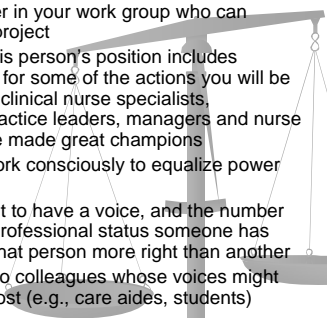 er in your work group who can
project
is person's position includes
for some of the actions you will be
clinical nurse specialists,
actice leaders, managers and nurse
e made great champions
ork consciously to equalize power
t to have a voice, and the number
rofessional status someone has
hat person more right than another
o colleagues whose voices might
ost (e.g., care aides, students)